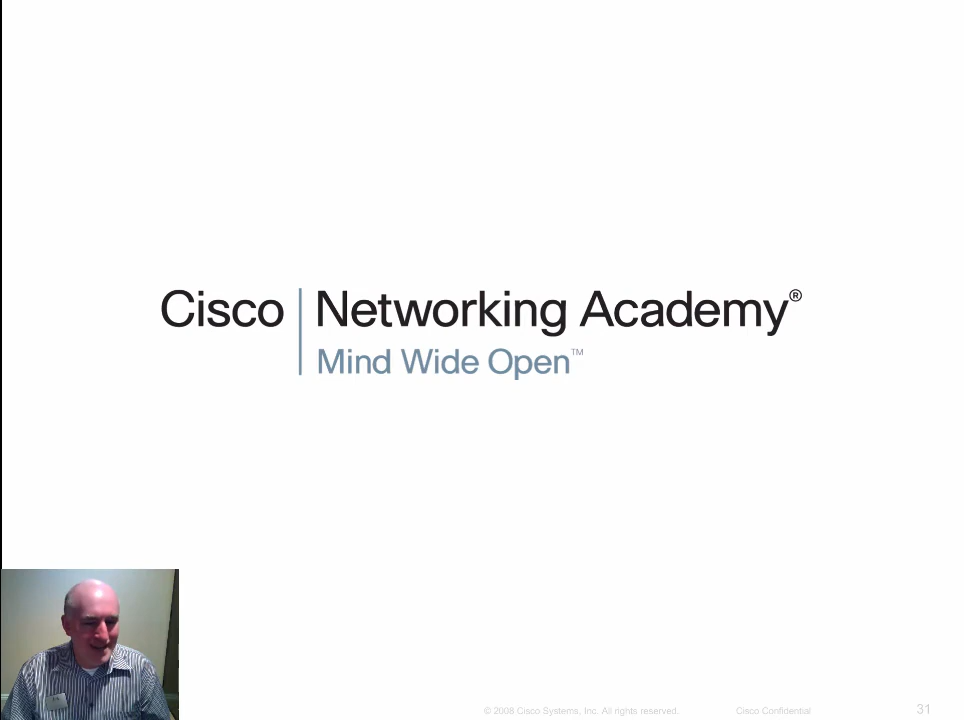 Cisco Networking Academy®
Mind Wide Open™
© 2008 Cisco Systems, Inc. All rights reserved. Cisco Confidential 31